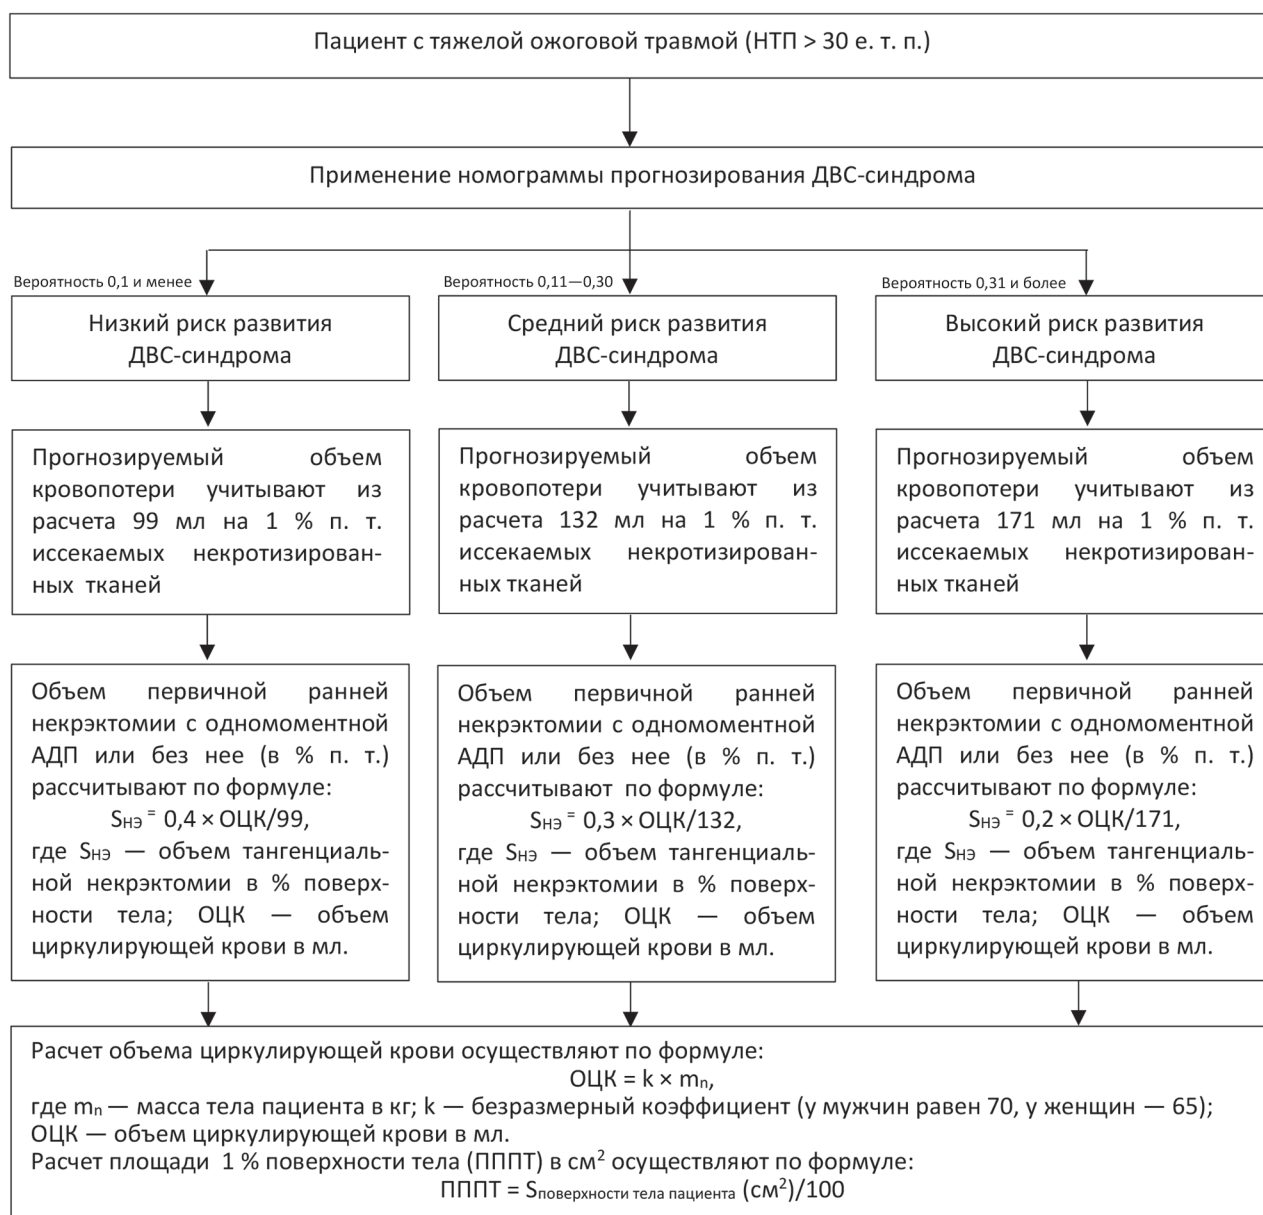 Пациент с тяжелой ожоговой травмой (НТП > 30 е. т. п.)
Применение номограммы прогнозирования ДВС-синдрома
Вероятность 0,1 и менее
Низкий риск развития
ДВС-синдрома
Прогнозируемый объем
кровопотери учитывают из
расчета 99 мл на 1 % п. т.
иссекаемых некротизирован-
ных тканей
Объем первичной ранней
некрэктомии с одномоментной
АДП или без нее (в % п. т.)
рассчитывают по формуле:
Sнэ = 0,4 × ОЦК/99,
где Sнэ — объем тангенциаль-
ной некрэктомии в % поверх-
ности тела; ОЦК — объем
циркулирующей крови в мл.
Вероятность 0,11—0,30
Средний риск развития
ДВС-синдрома
Прогнозируемый объем
кровопотери учитывают из
расчета 132 мл на 1 % п. т.
иссекаемых некротизирован-
ных тканей
Объем первичной ранней
некрэктомии с одномоментной
АДП или без нее (в % п. т.)
рассчитывают по формуле:
Sнэ = 0,3 × ОЦК/132,
где Sнэ — объем тангенциаль-
ной некрэктомии в % поверх-
ности тела; ОЦК — объем
циркулирующей крови в мл.
Вероятность 0,31 и более
Высокий риск развития
ДВС-синдрома
Прогнозируемый объем
кровопотери учитывают из
расчета 171 мл на 1 % п. т.
иссекаемых некротизирован-
ных тканей
Объем первичной ранней
некрэктомии с одномоментной
АДП или без нее (в % п. т.)
рассчитывают по формуле:
Sнэ = 0,2 × ОЦК/171,
где Sнэ — объем тангенциаль-
ной некрэктомии в % поверх-
ности тела; ОЦК — объем
циркулирующей крови в мл.
Расчет объема циркулирующей крови осуществляют по формуле:
ОЦК = k × mₙ,
где mₙ — масса тела пациента в кг; k — безразмерный коэффициент (у мужчин равен 70, у женщин — 65);
ОЦК — объем циркулирующей крови в мл.
Расчет площади 1 % поверхности тела (ПППТ) в см² осуществляют по формуле:
ПППТ = Sповерхности тела пациента (см²)/100